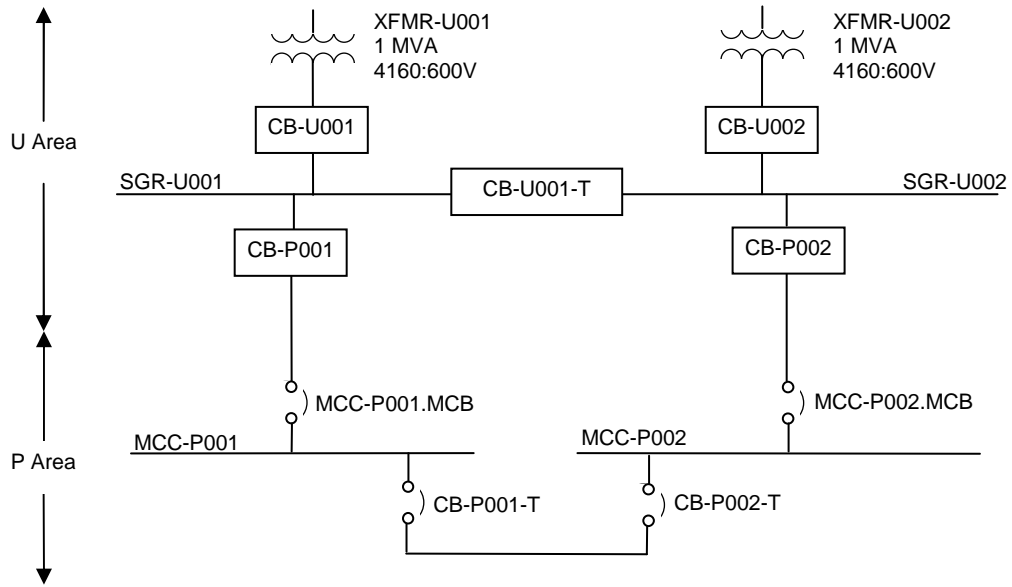 XFMR-U001
1 MVA
4160:600V
XFMR-U002
1 MVA
4160:600V
CB-U001
CB-U002
U Area
SGR-U001
CB-U001-T
SGR-U002
CB-P001
CB-P002
MCC-P001.MCB
MCC-P002.MCB
MCC-P001
MCC-P002
P Area
CB-P001-T
CB-P002-T